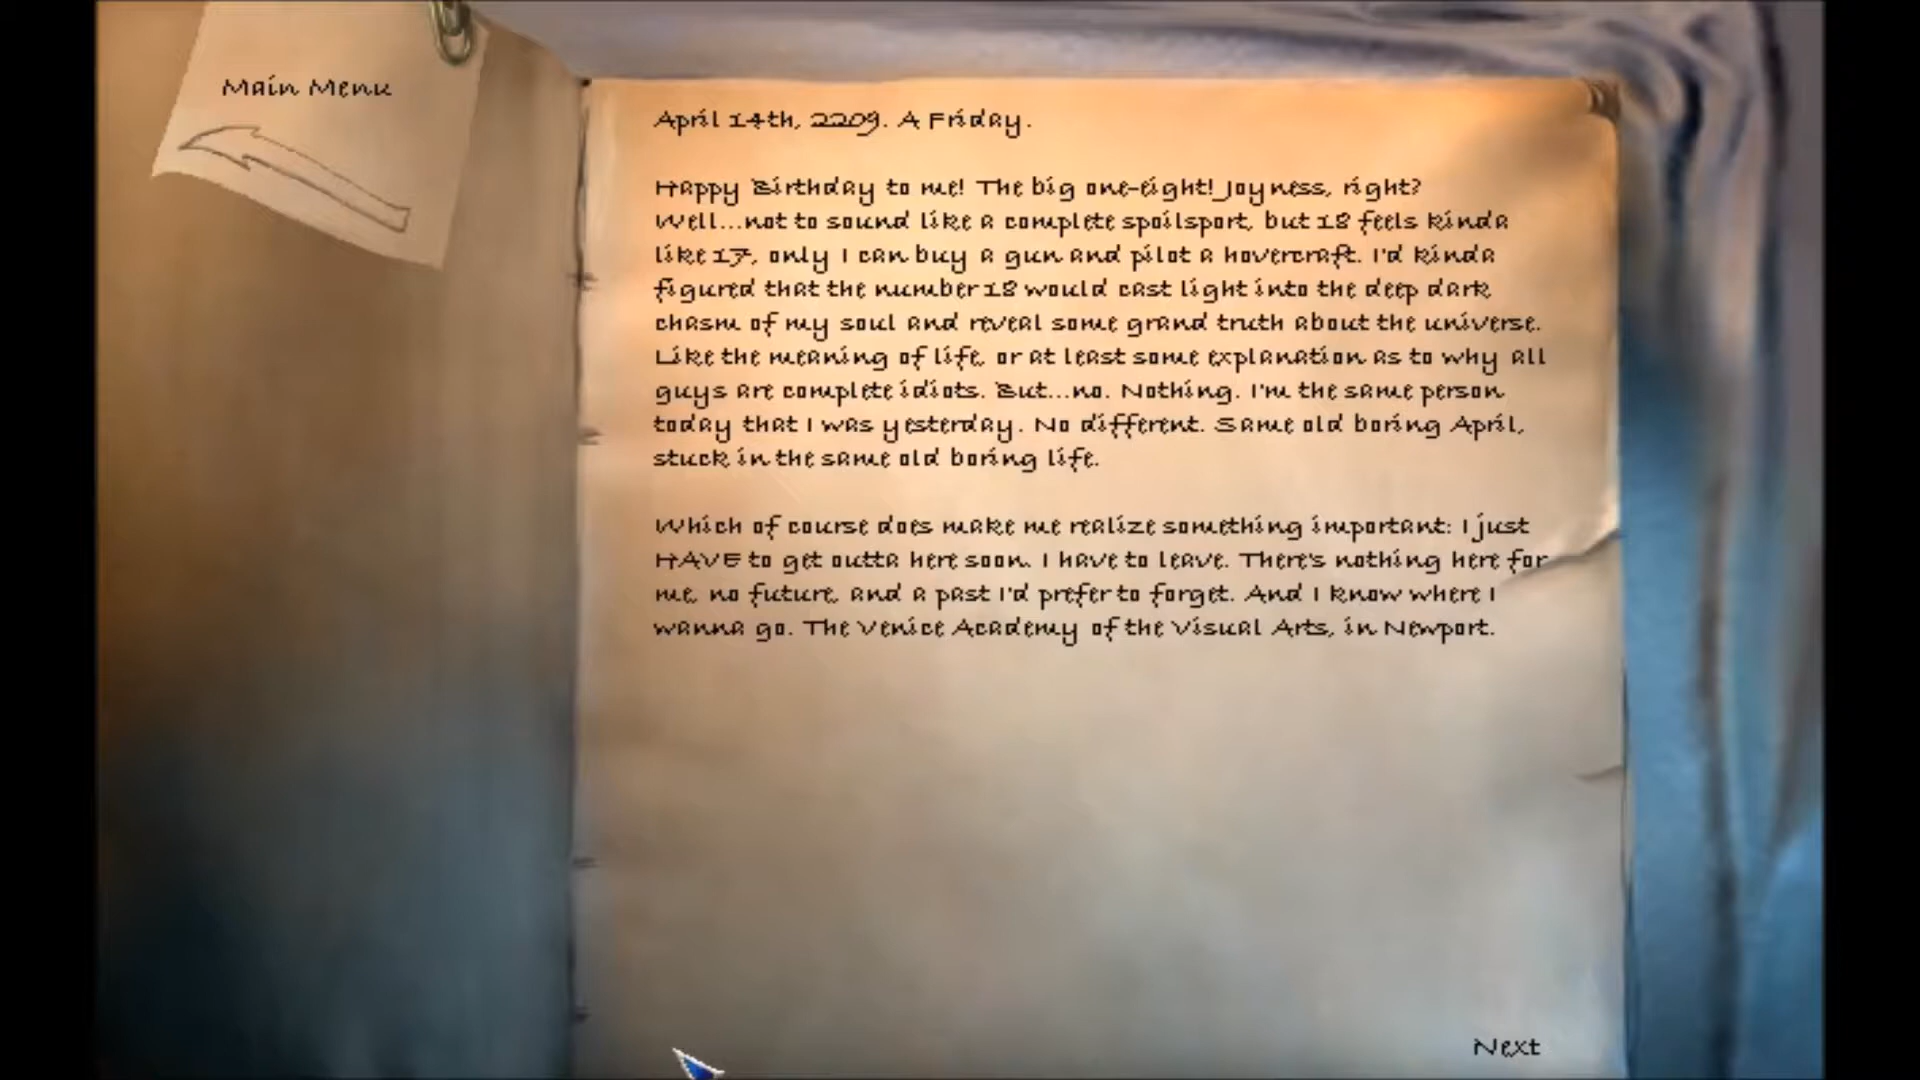 Main Menu
April 14th, 2209. A Friday.
Happy Birthday to me! The big one-eight! Joyness, right?
Well...not to sound like a complete spoilsport, but 18 feels kinda
like 17, only I can buy a gun and pilot a hovercraft. I'd kinda
figured that the number 18 would cast light into the deep dark
chasm of my soul and reveal some grand truth about the universe.
Like the meaning of life, or at least some explanation as to why all
guys are complete idiots. But...no. Nothing. I'm the same person
today that I was yesterday. No different. Same old boring April,
stuck in the same old boring life.
Which of course does make me realize something important: I just
HAVE to get outta here soon. I have to leave. There's nothing here for
me, no future, and a past I'd prefer to forget. And I know where I
wanna go. The Venice Academy of the Visual Arts, in Newport.
Next